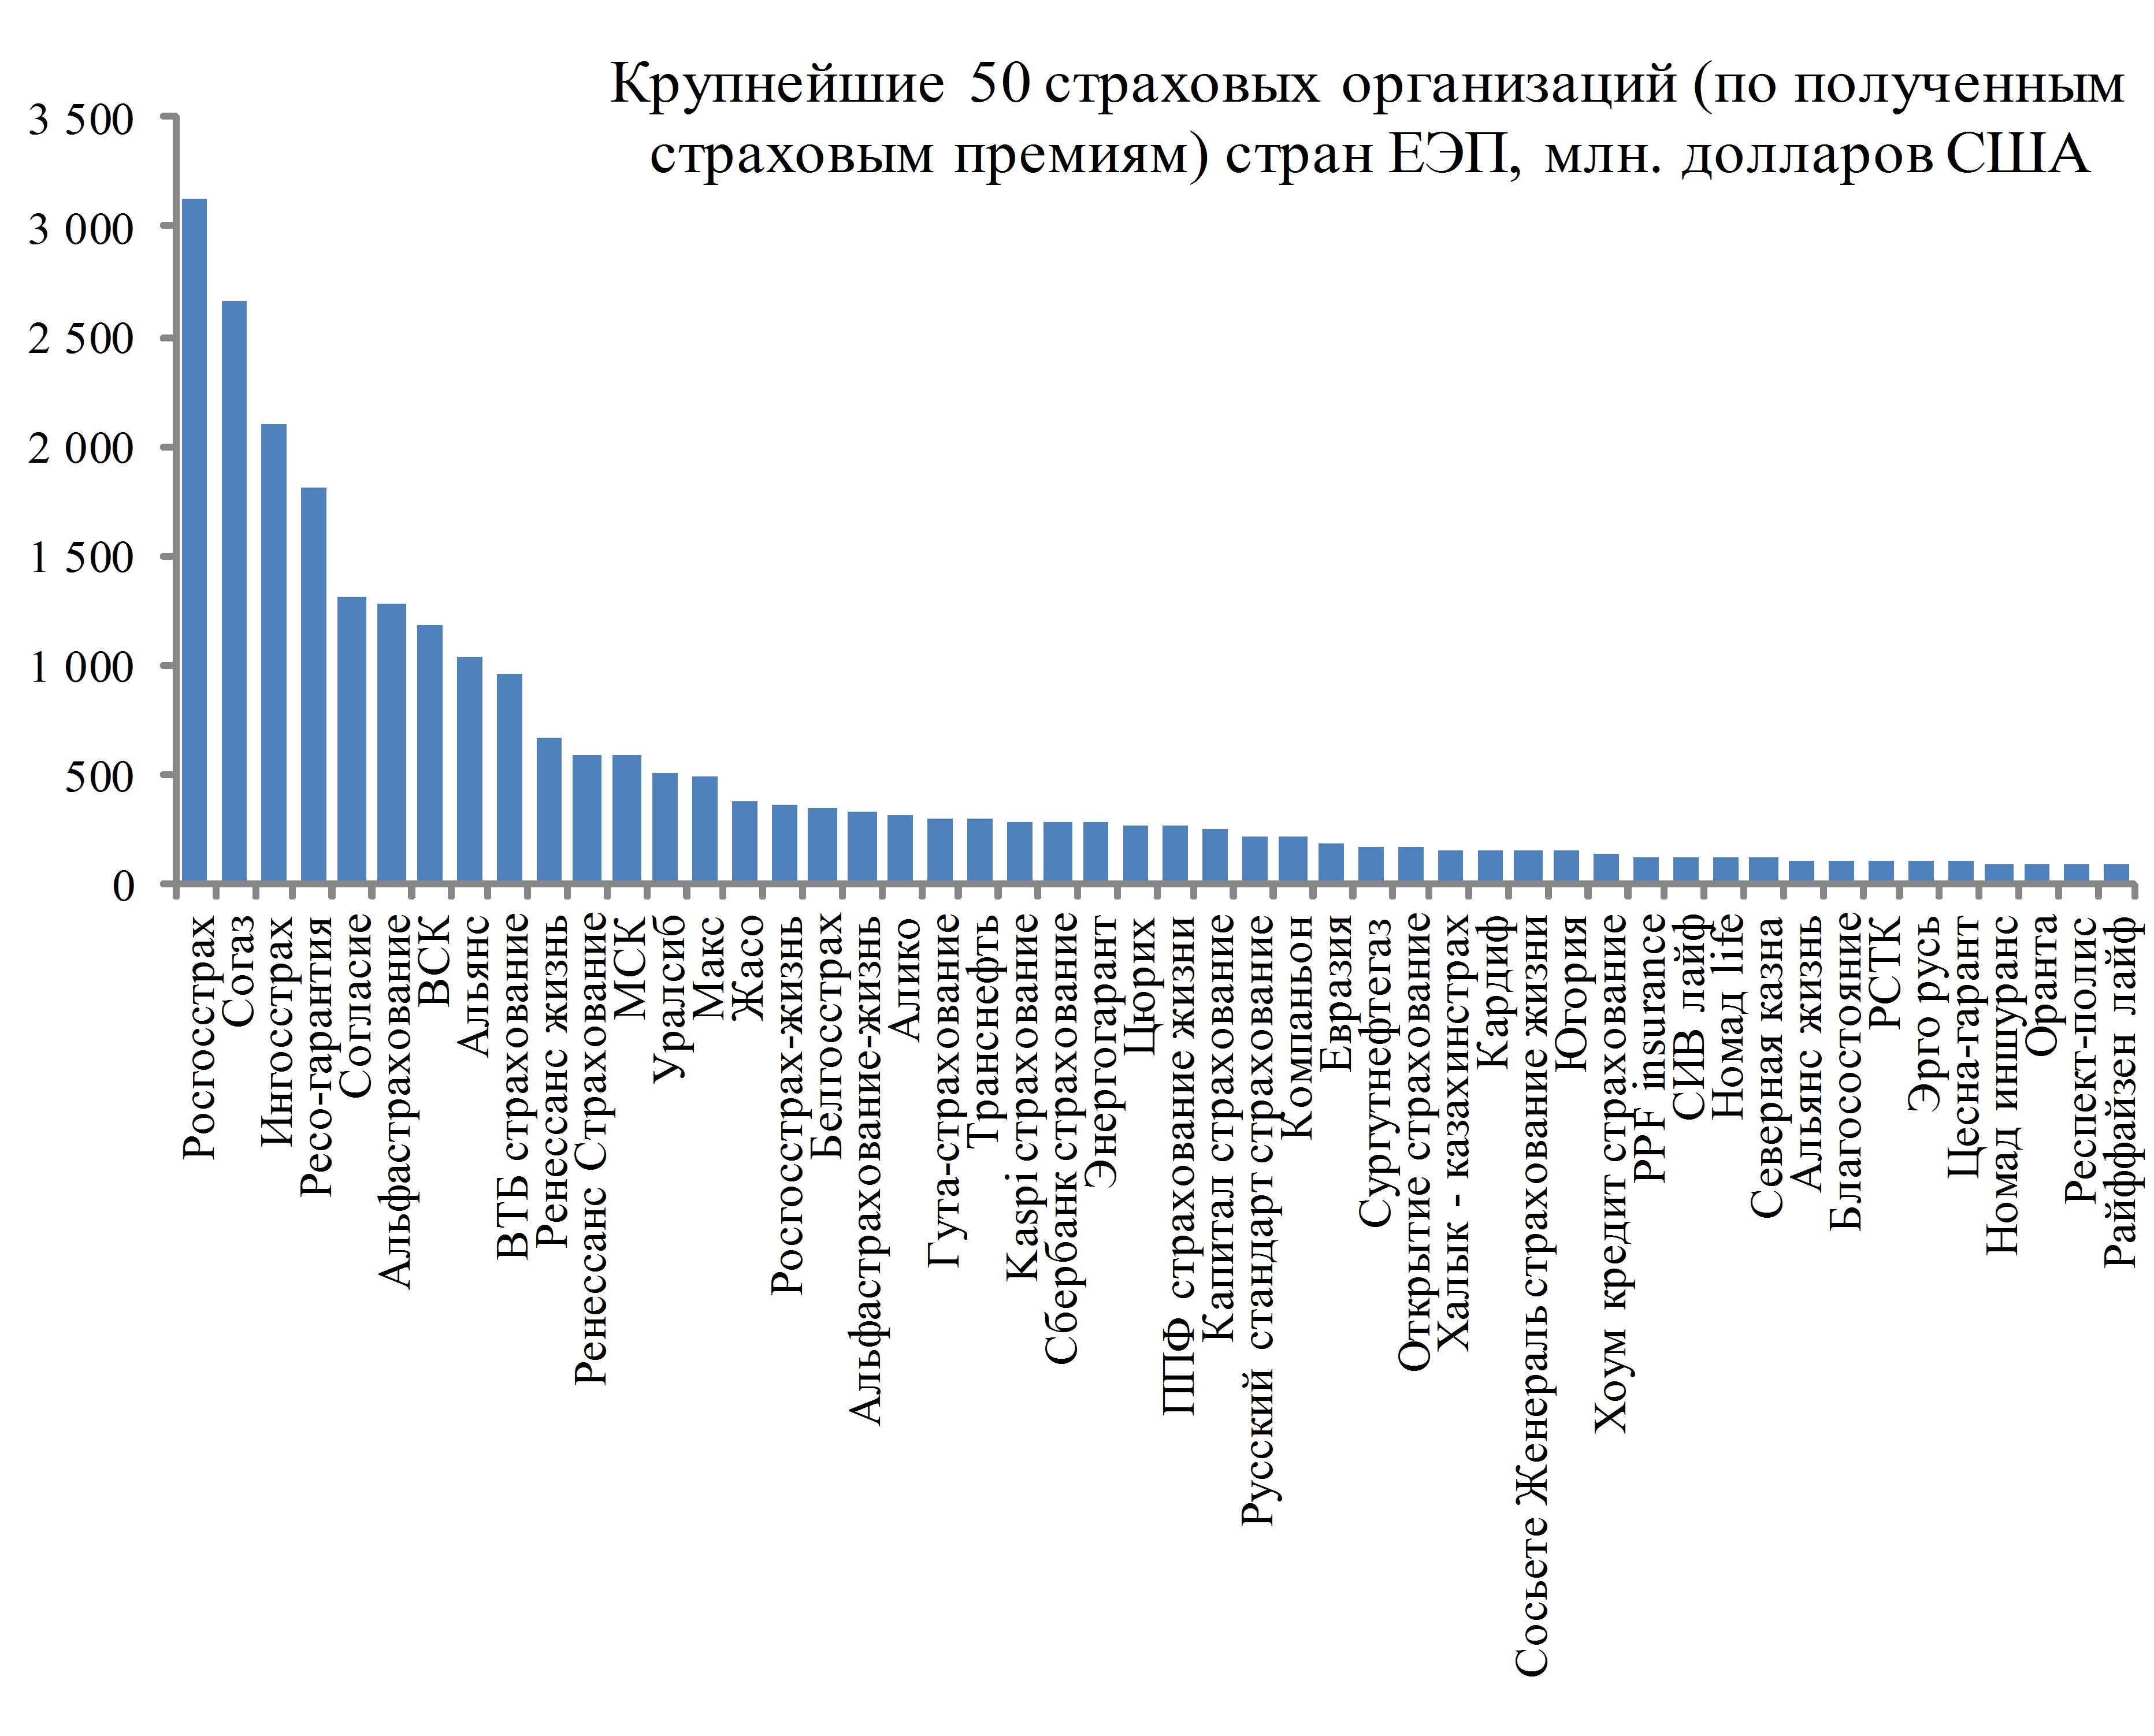 Крупнейшие 50 страховых организаций (по полученным
страховым премиям) стран ЕЭП, млн. долларов США
3 500
3 000
2 500
2 000
1 500
1 000
500
0
Росгосстрах
Согаз
Ингосстрах
Ресо-гарантия
Согласие
Альфастрахование
ВСК
Альянс
ВТБ страхование
Ренессанс жизнь
Ренессанс Страхование
МСК
Уралсиб
Макс
Жасо
Росгосстрах-жизнь
Белгосстрах
Альфастрахование-жизнь
Алико
Гута-страхование
Транснефть
Kaspi страхование
Сбербанк страхование
Энергогарант
Цюрих
ППФ страхование жизни
Капитал страхование
Русский стандарт страхование
Компаньон
Евразия
Сургутнефтегаз
Открытие страхование
Халык - казахинстрах
Кардиф
Сосьете Женераль страхование жизни
Югория
Хоум кредит страхование
PPF insurance
СИВ лайф
Номад life
Северная казна
Альянс жизнь
Благосостояние
РСТК
Эрго русь
Цесна-гарант
Номад иншуранс
Оранта
Респект-полис
Райфайзен лайф